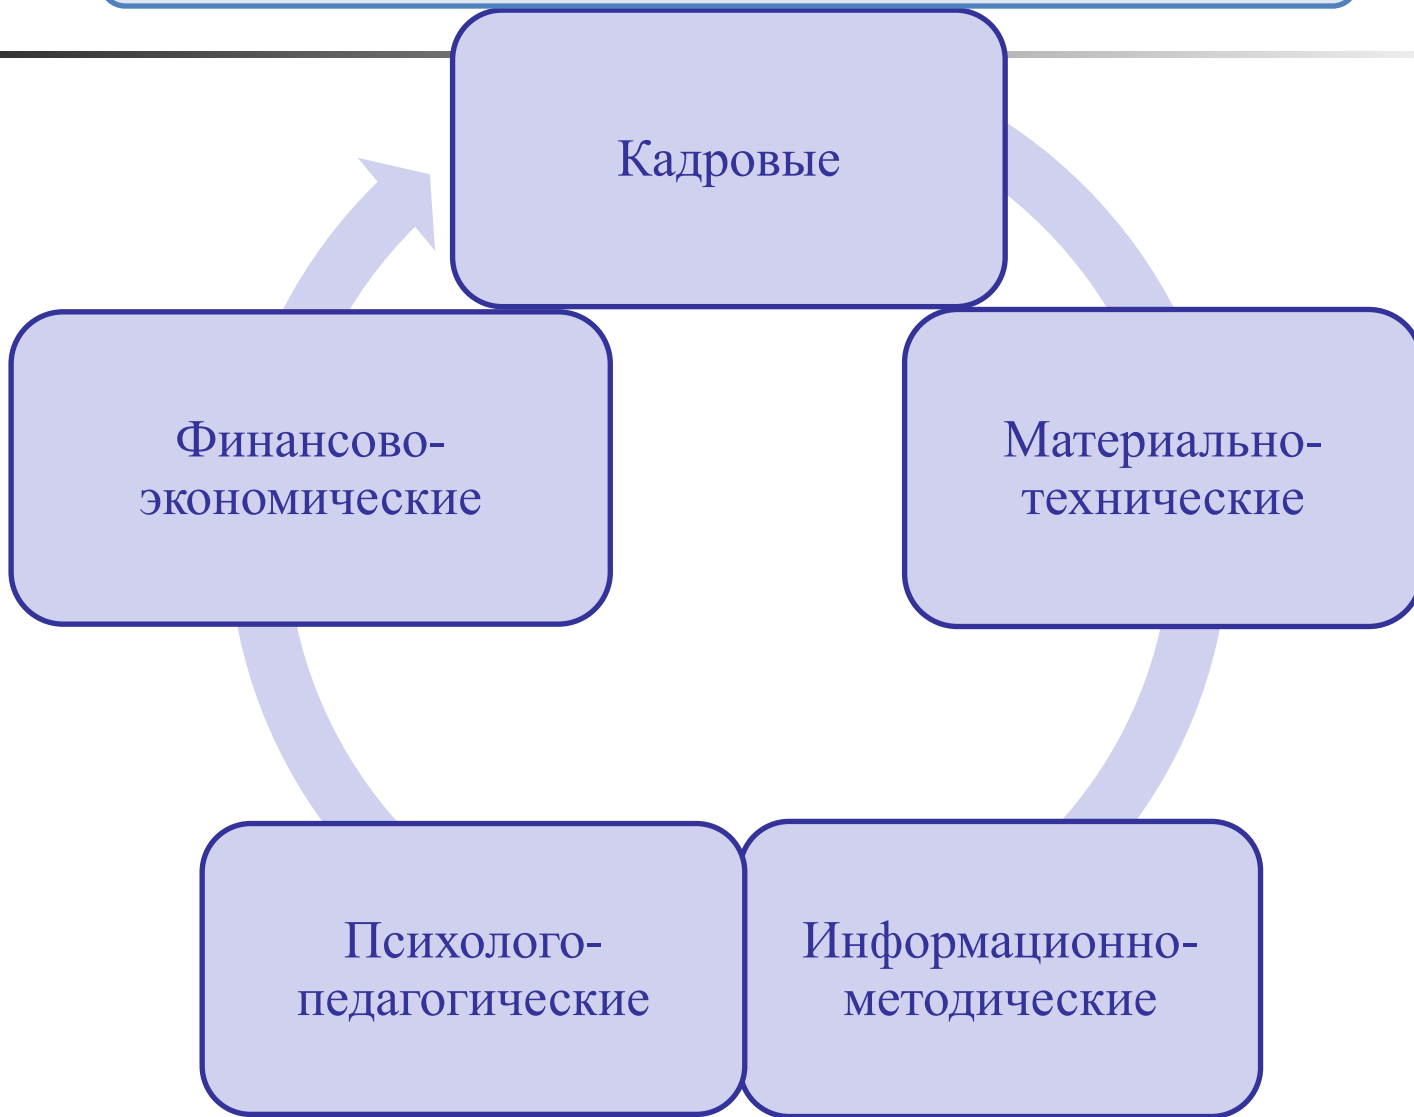 Кадровые
Финансово-
экономические
Материально-
технические
Психолого-
педагогические
Информационно-
методические